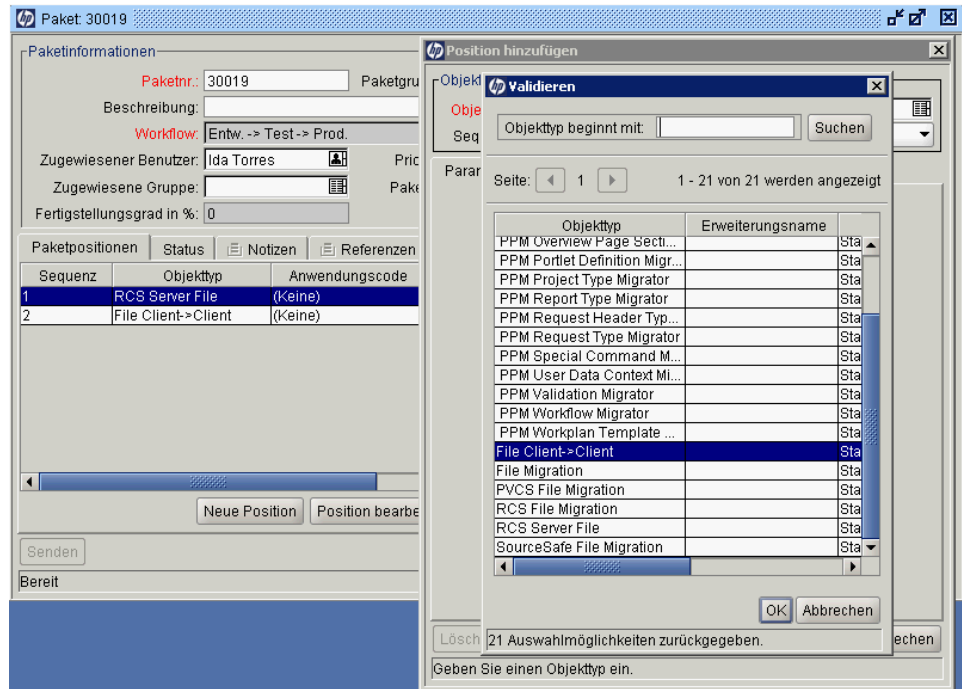 Paket: 30019
Paketinformationen
Paketnr.: 30019 Paketgru
Beschreibung:
Workflow: Entw. -> Test -> Prod.
Zugewiesener Benutzer: Ida Torres Pric
Zugewiesene Gruppe: Pake
Fertigstellungsgrad in %: 0
Paketpositionen Status Notizen Referenzen
Sequenz Objekttyp Anwendungscode
1 RCS Server File (Keine)
2 File Client->Client (Keine)
Neue Position Position bearbe
Senden
Bereit
Position hinzufügen
Objekt
Obje
Seq
Parar
Validieren
Objekttyp beginnt mit: Suchen
Seite: 1 1 - 21 von 21 werden angezeigt
Objekttyp Erweiterungsname
PPM Overview Page Secti... Sta
PPM Portlet Definition Migr... Sta
PPM Project Type Migrator Sta
PPM Report Type Migrator Sta
PPM Request Header Typ... Sta
PPM Request Type Migrator Sta
PPM Special Command M... Sta
PPM User Data Context Mi... Sta
PPM Validation Migrator Sta
PPM Workflow Migrator Sta
PPM Workplan Template ... Sta
File Client->Client Sta
File Migration Sta
PVCS File Migration Sta
RCS File Migration Sta
RCS Server File Sta
SourceSafe File Migration Sta
OK Abbrechen
21 Auswahlmöglichkeiten zurückgegeben.
Lösch echen
Geben Sie einen Objekttyp ein.